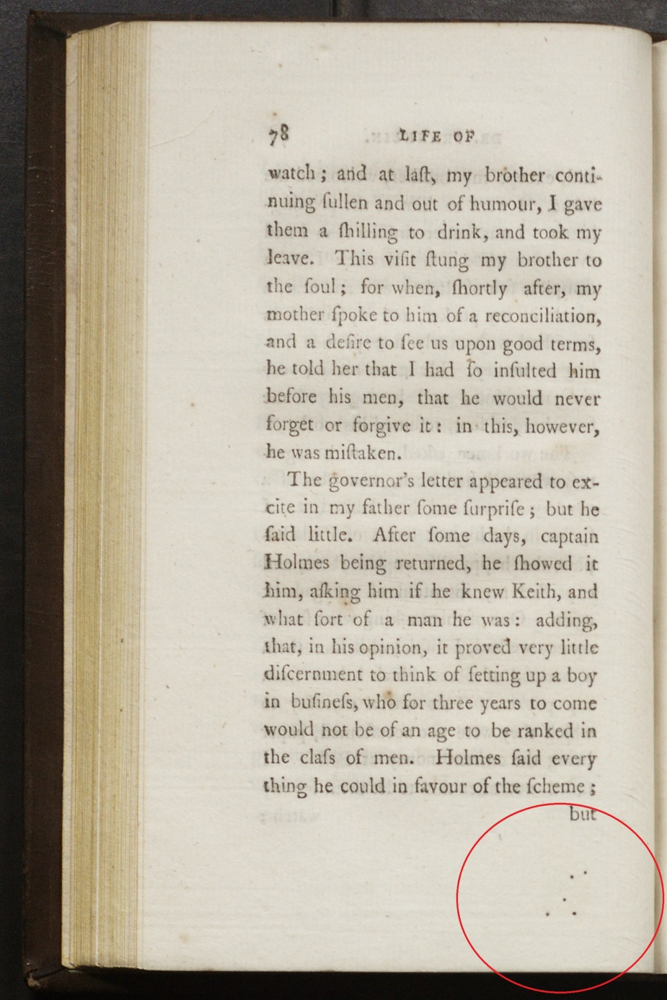 78 LIFE OF
watch; and at laſt, my brother conti-
nuing ſullen and out of humour, I gave
them a ſhilling to drink, and took my
leave. This viſit ſtung my brother to
the ſoul; for when, ſhortly after, my
mother ſpoke to him of a reconciliation,
and a deſire to ſee us upon good terms,
he told her that I had ſo inſulted him
before his men, that he would never
forget or forgive it: in this, however,
he was miſtaken.
The governor's letter appeared to ex-
cite in my father ſome ſurpriſe; but he
ſaid little. After ſome days, captain
Holmes being returned, he ſhowed it
him, aſking him if he knew Keith, and
what ſort of a man he was: adding,
that, in his opinion, it proved very little
diſcernment to think of ſetting up a boy
in buſineſs, who for three years to come
would not be of an age to be ranked in
the claſs of men. Holmes ſaid every
thing he could in favour of the ſcheme;
but